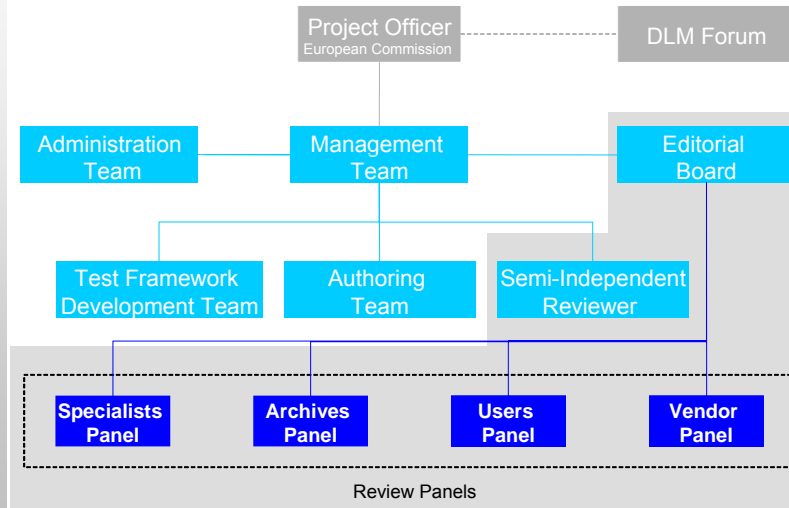 Project Officer
European Commission
DLM Forum
Administration
Team
Management
Team
Editorial
Board
Test Framework
Development Team
Authoring
Team
Semi-Independent
Reviewer
Specialists
Panel
Archives
Panel
Users
Panel
Vendor
Panel
Review Panels